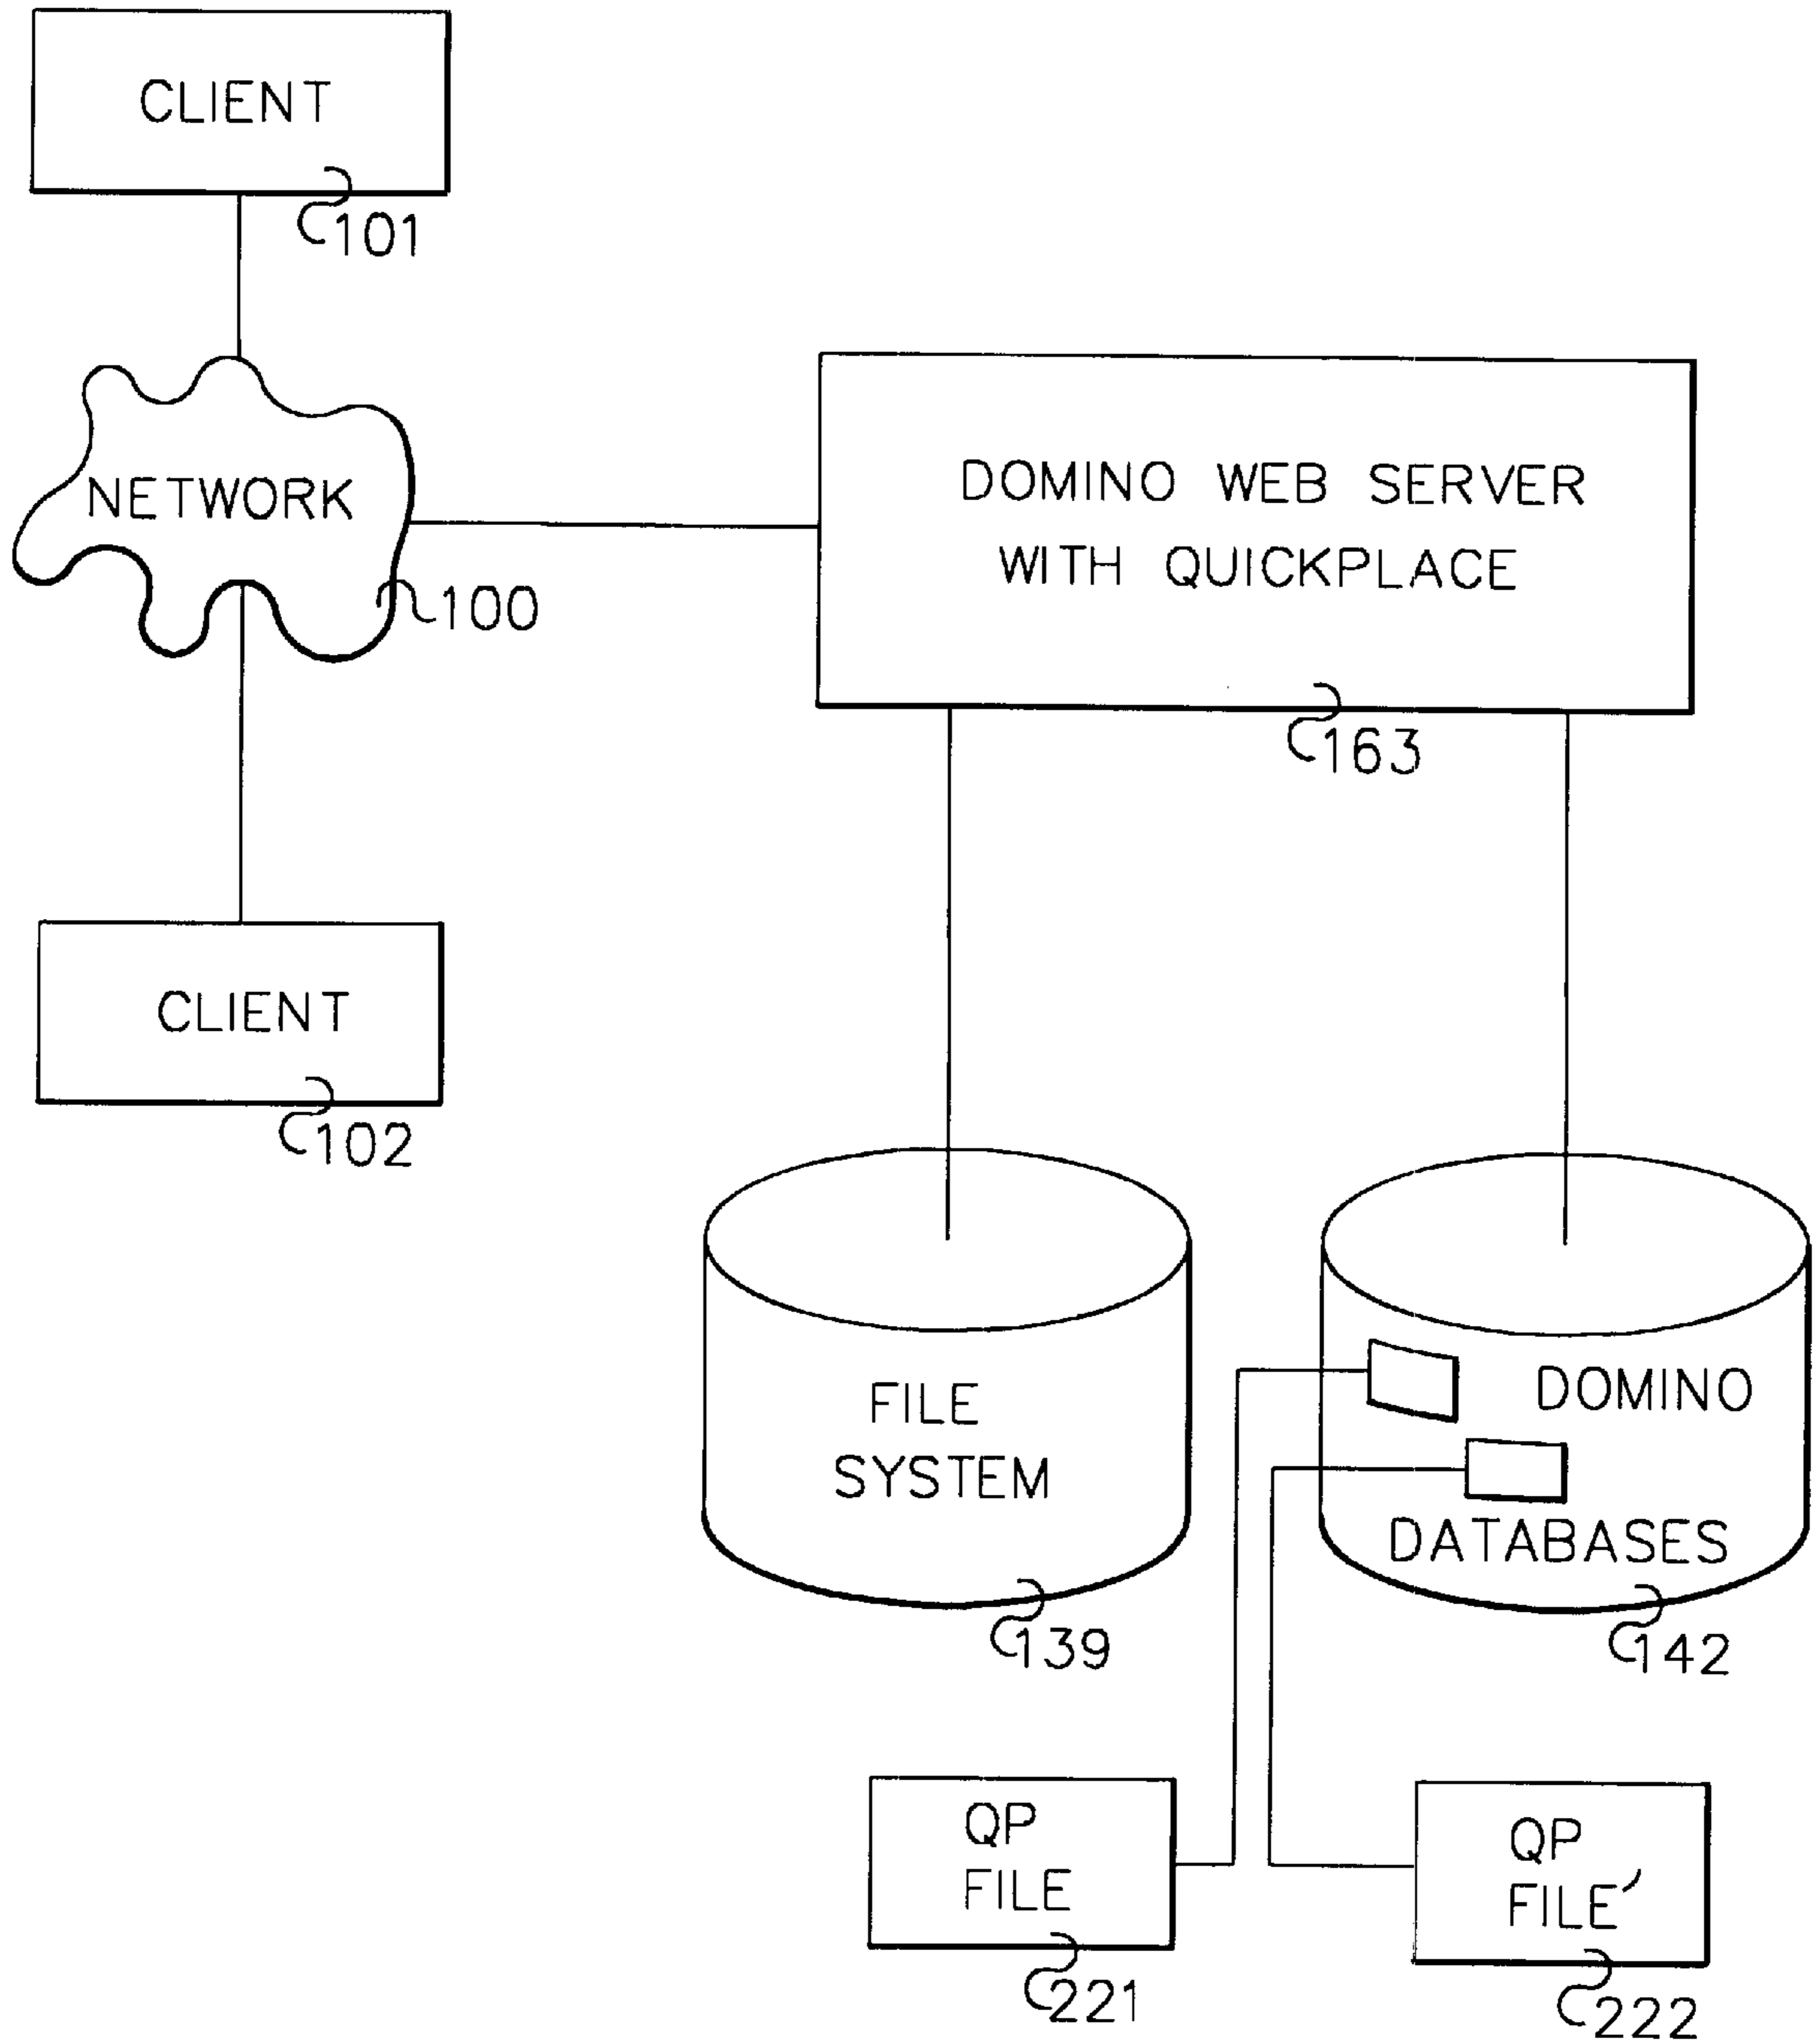 CLIENT
101
NETWORK
100
DOMINO WEB SERVER
WITH QUICKPLACE
163
CLIENT
102
FILE
SYSTEM
139
DOMINO
DATABASES
142
QP
FILE
221
QP
FILE'
222